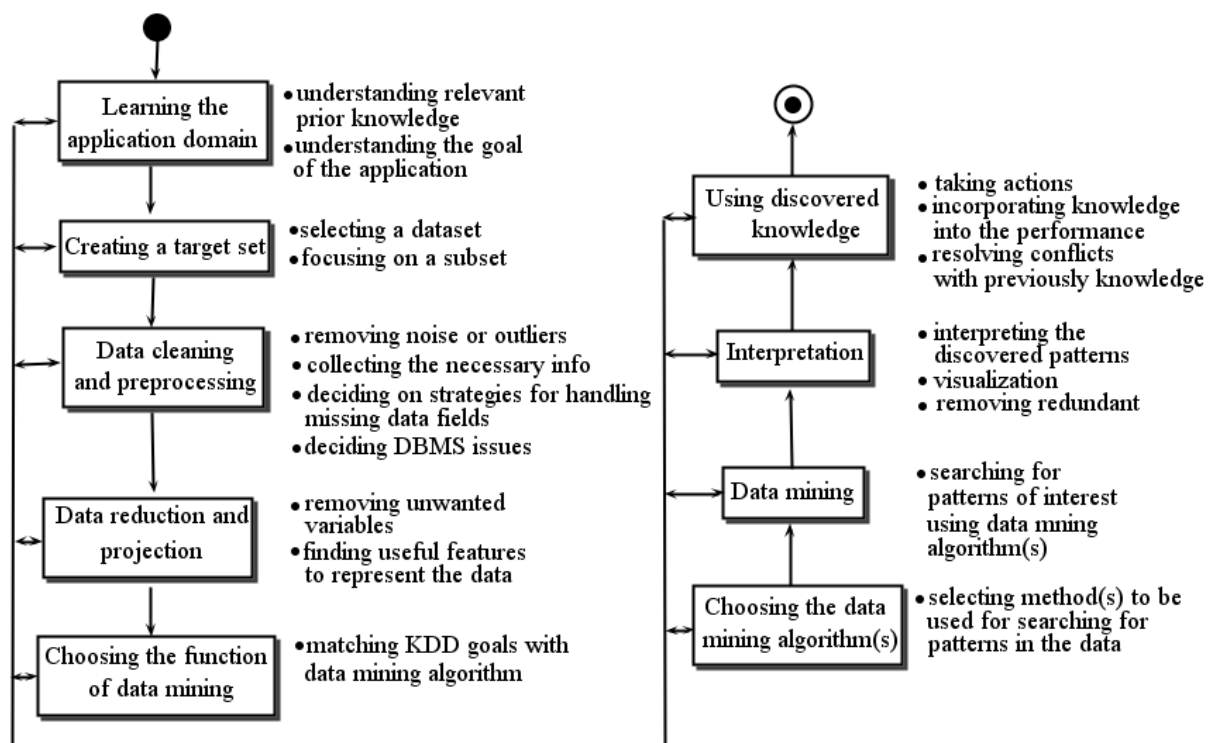 Learning the
application domain
• understanding relevant
prior knowledge
• understanding the goal
of the application
Creating a target set
• selecting a dataset
• focusing on a subset
Data cleaning
and preprocessing
• removing noise or outliers
• collecting the necessary info
• deciding on strategies for handling
missing data fields
• deciding DBMS issues
Data reduction and
projection
• removing unwanted
variables
• finding useful features
to represent the data
Choosing the function
of data mining
• matching KDD goals with
data mining algorithm
Using discovered
knowledge
• taking actions
• incorporating knowledge
into the performance
• resolving conflicts
with previously knowledge
Interpretation
• interpreting the
discovered patterns
• visualization
• removing redundant
Data mining
• searching for
patterns of interest
using data mning
algorithm(s)
Choosing the data
mining algorithm(s)
• selecting method(s) to be
used for searching for
patterns in the data